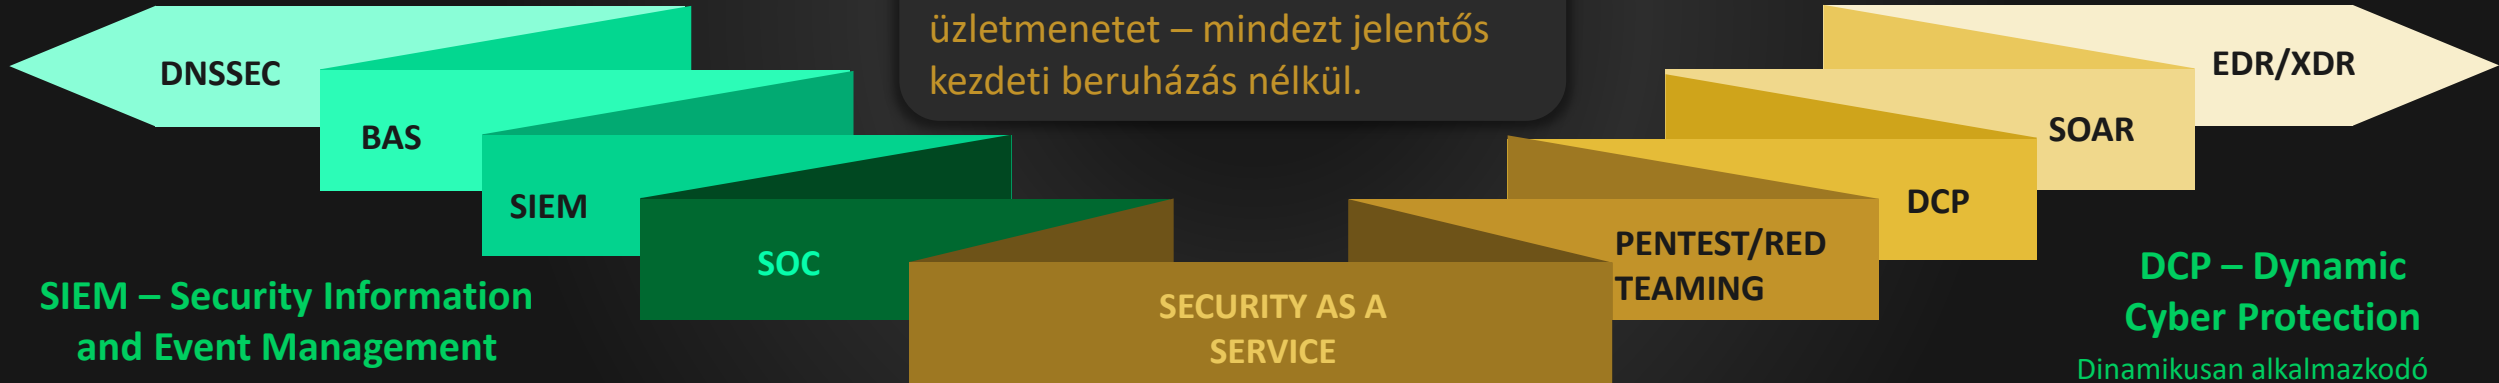 üzletmenetet – mindezt jelentős
kezdeti beruházás nélkül.
DNSSEC
BAS
SIEM
SOC
SECURITY AS A
SERVICE
PENTEST/RED
TEAMING
DCP
SOAR
EDR/XDR
SIEM – Security Information
and Event Management
DCP – Dynamic
Cyber Protection
Dinamikusan alkalmazkodó